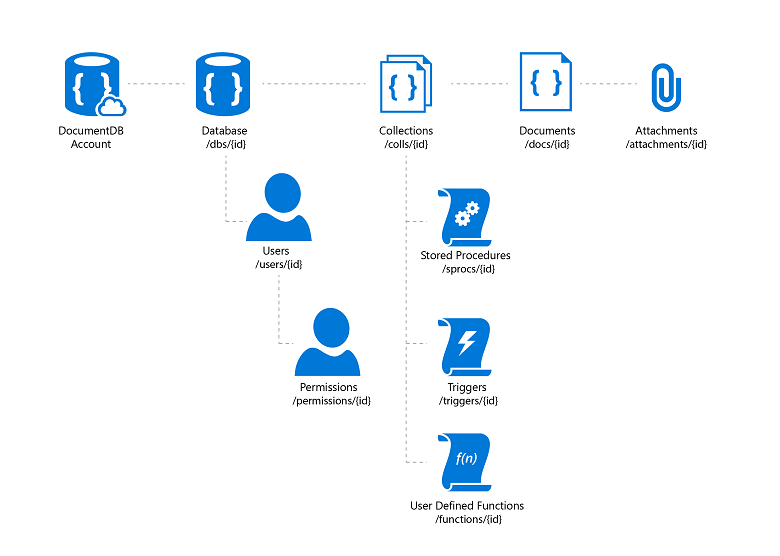 DocumentDB
Account
Database
/dbs/{id}
Collections
/colls/{id}
Documents
/docs/{id}
Attachments
/attachments/{id}
Users
/users/{id}
Stored Procedures
/sprocs/{id}
Permissions
/permissions/{id}
Triggers
/triggers/{id}
f(n)
User Defined Functions
/functions/{id}